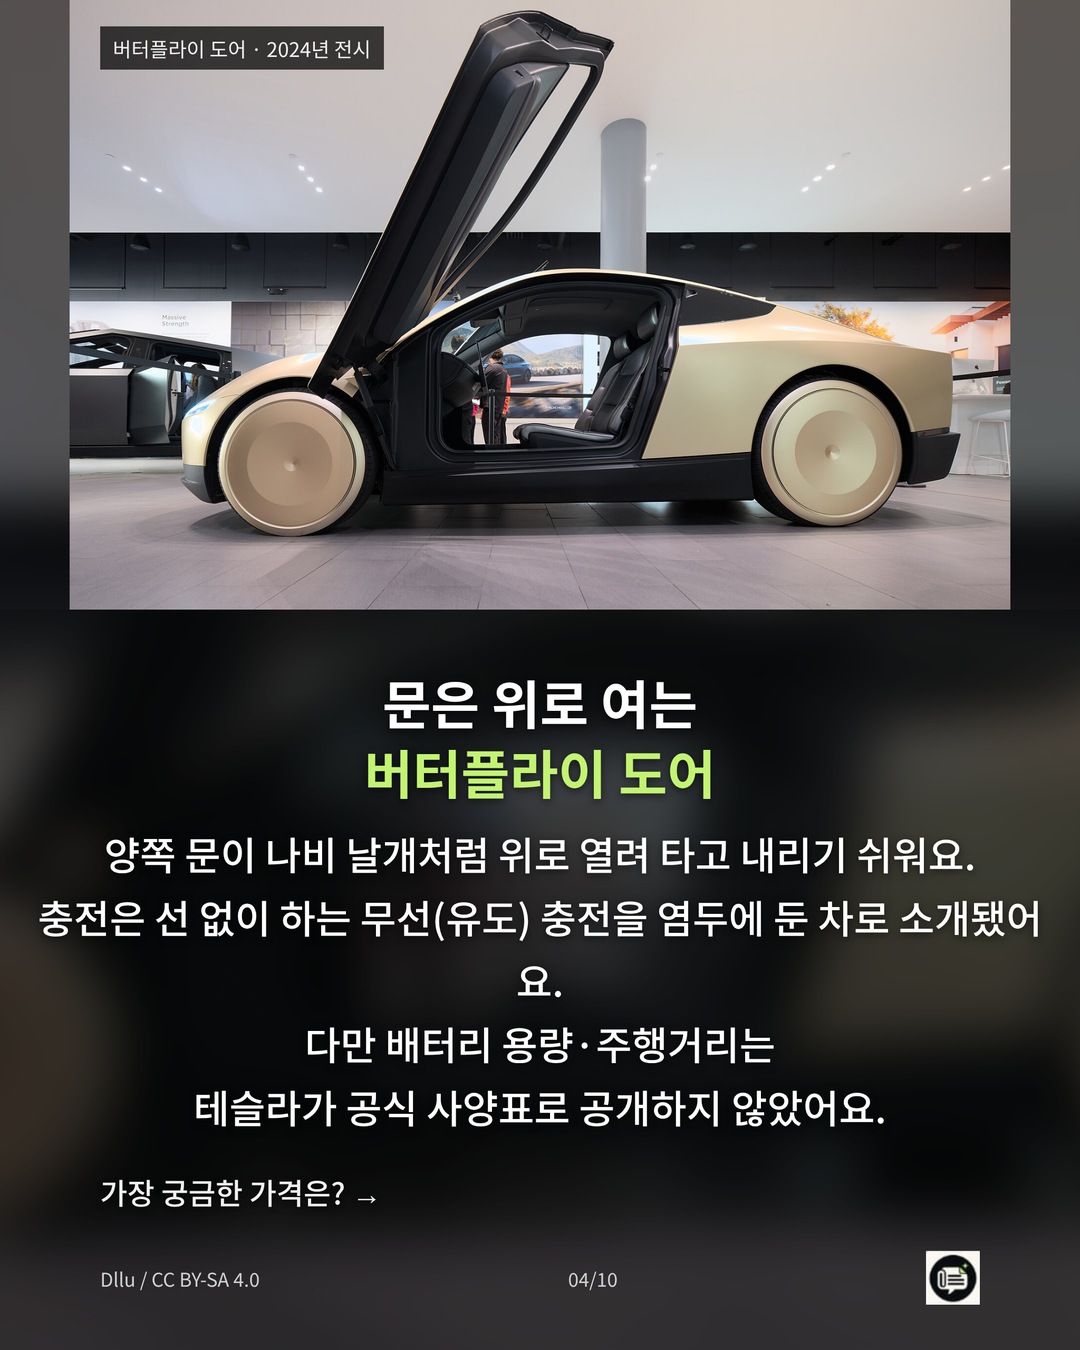 버터플라이 도어 · 2024년 전시
Massive
Strength
문은 위로 여는
버터플라이 도어
양쪽 문이 나비 날개처럼 위로 열려 타고 내리기 쉬워요.
충전은 선 없이 하는 무선(유도) 충전을 염두에 둔 차로 소개됐어
요.
다만 배터리 용량·주행거리는
테슬라가 공식 사양표로 공개하지 않았어요.
가장 궁금한 가격은? →
Dllu / CC BY-SA 4.0
04/10